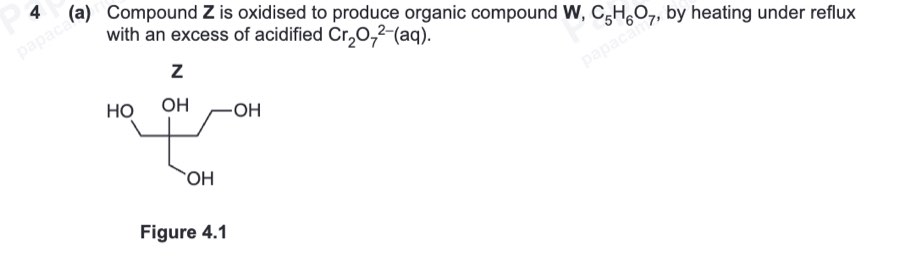 4 (a) Compound Z is oxidised to produce organic compound W, C₅H₆O₇, by heating under reflux
with an excess of acidified Cr₂O₇²⁻(aq).
Z
HO OH OH
OH
Figure 4.1